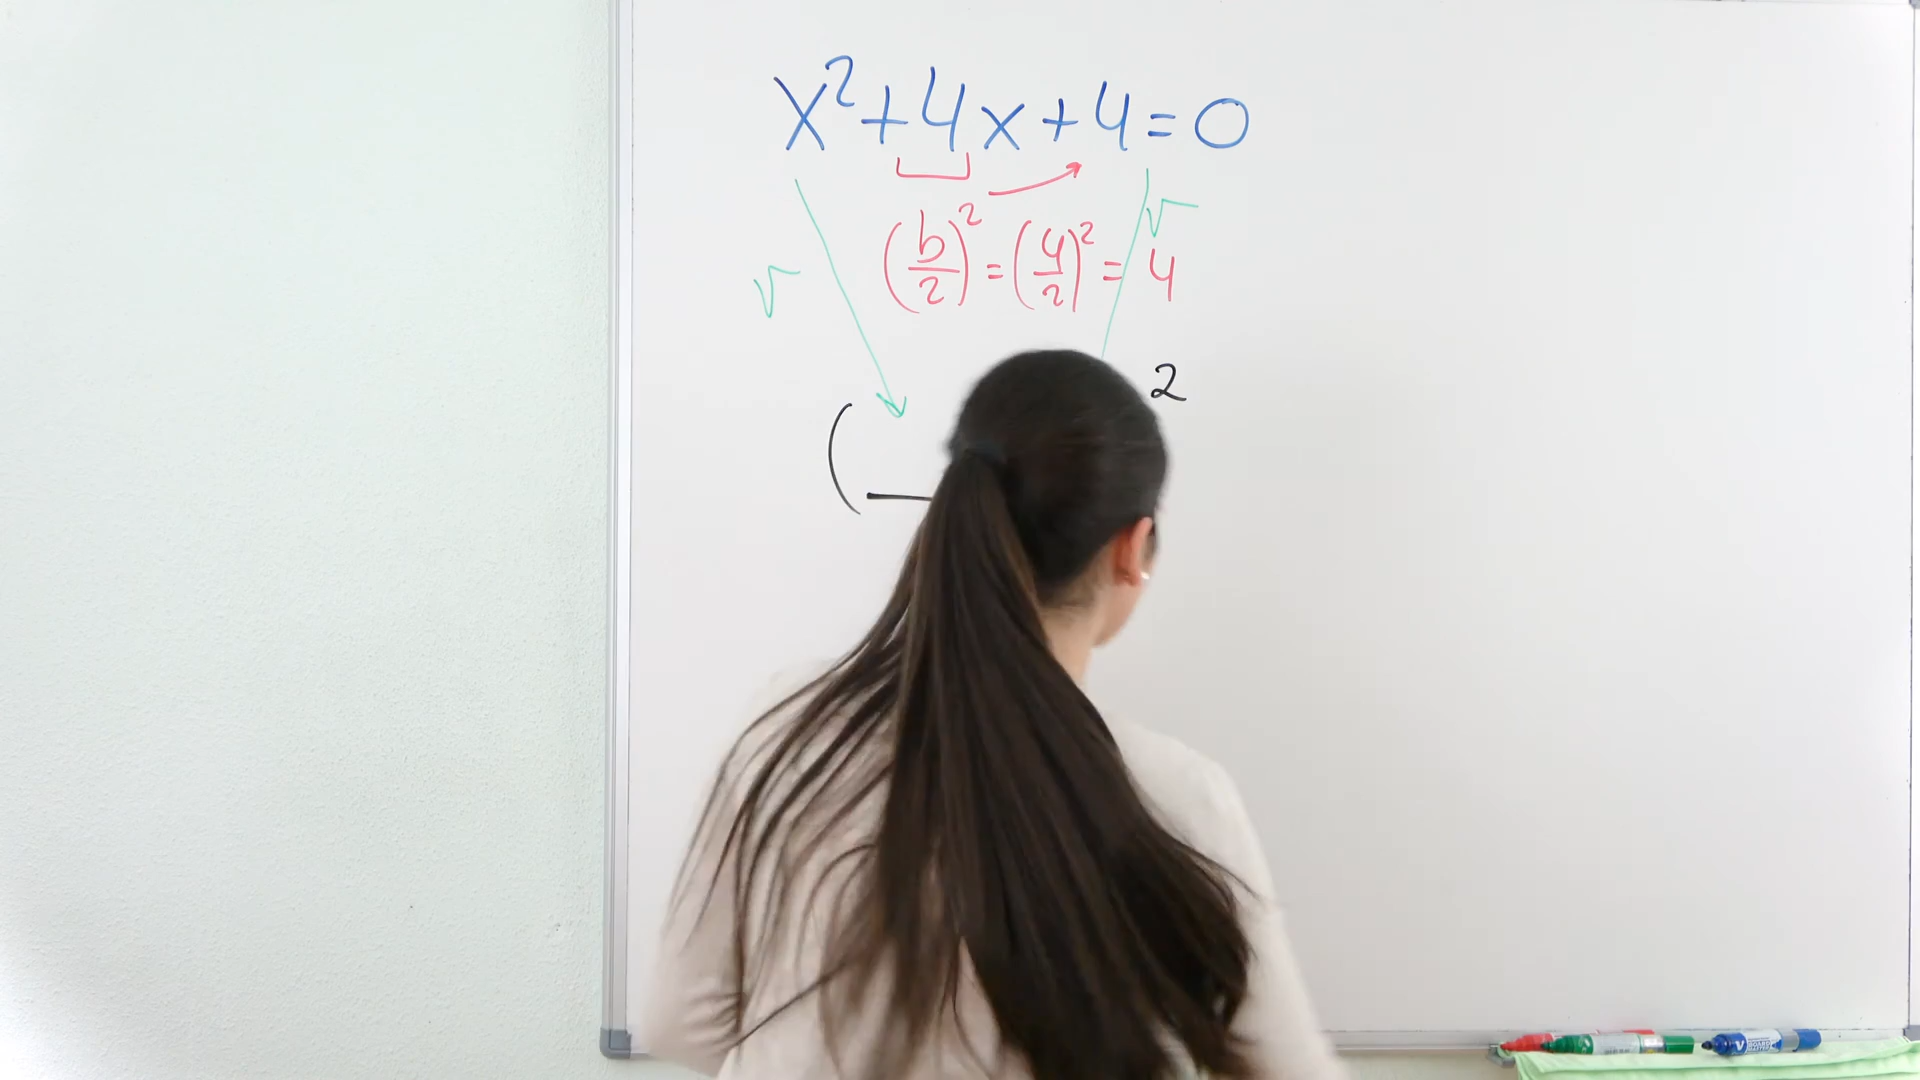 x²+4x+4=0
√
(b/2)²=(4/2)²=4
√
2
(_